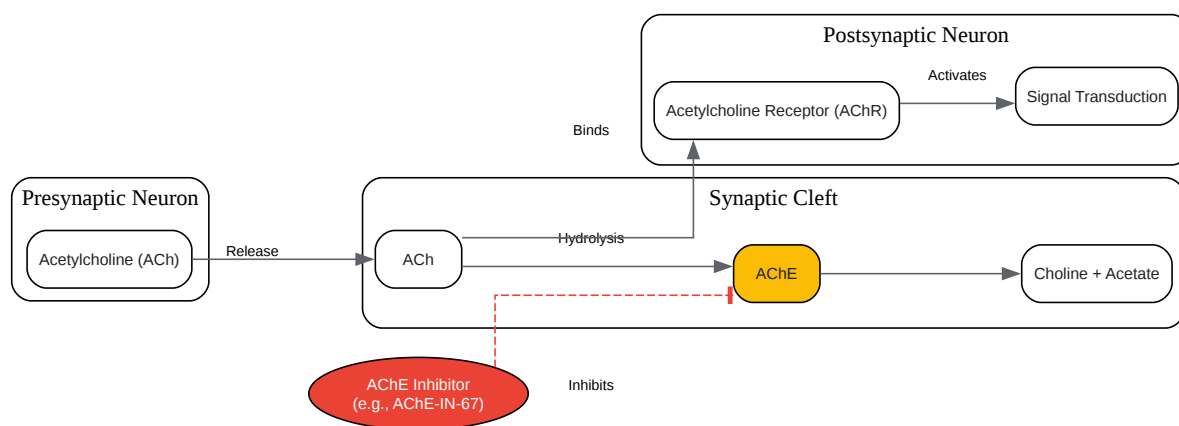 Postsynaptic Neuron
Activates
Acetylcholine Receptor (AChR)
Signal Transduction
Binds
Presynaptic Neuron
Synaptic Cleft
Acetylcholine (ACh)
Release
ACh
Hydrolysis
AChE
Choline + Acetate
AChE Inhibitor
(e.g., AChE-IN-67)
Inhibits